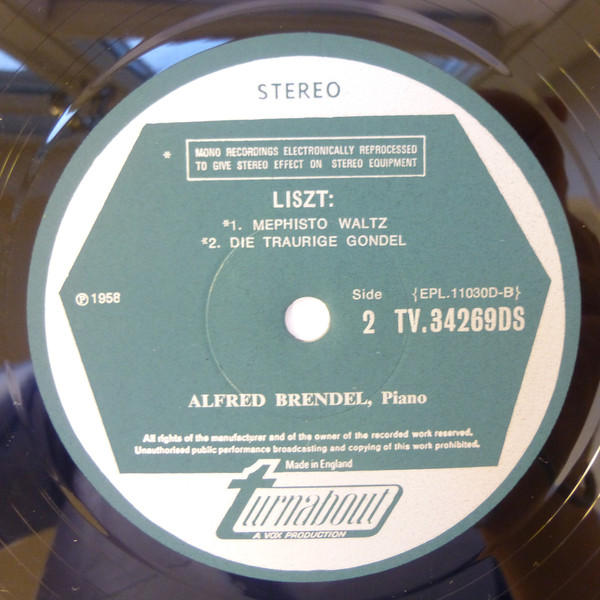 STEREO
* MONO RECORDINGS ELECTRONICALLY REPROCESSED
TO GIVE STEREO EFFECT ON STEREO EQUIPMENT
LISZT:
*1. MEPHISTO WALTZ
*2. DIE TRAURIGE GONDEL
℗ 1958
Side {EPL.11030D-B}
2 TV.34269DS
ALFRED BRENDEL, Piano
All rights of the manufacturer and of the owner of the recorded work reserved.
Unauthorised public performance broadcasting and copying of this work prohibited.
Made in England
turnabout
A VOX PRODUCTION